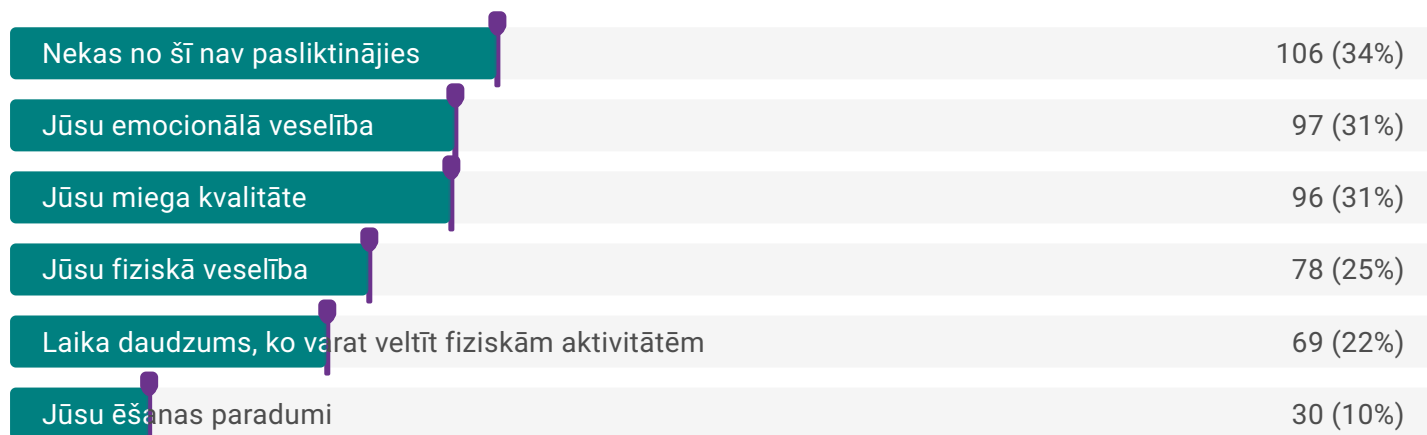 Nekas no šī nav pasliktinājies 106 (34%)
Jūsu emocionālā veselība 97 (31%)
Jūsu miega kvalitāte 96 (31%)
Jūsu fiziskā veselība 78 (25%)
Laika daudzums, ko varat veltīt fiziskām aktivitātēm 69 (22%)
Jūsu ēšanas paradumi 30 (10%)